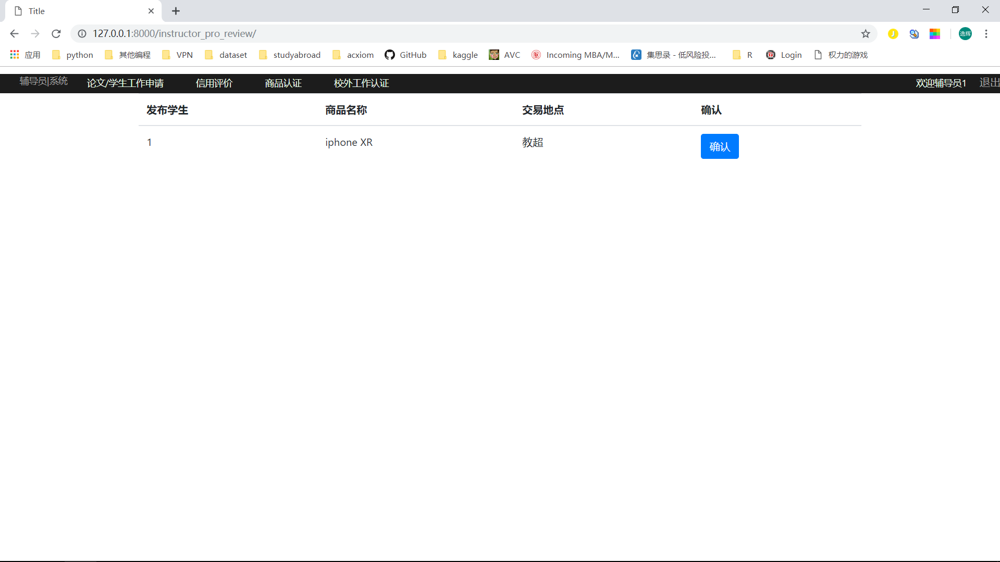 Title
127.0.0.1:8000/instructor_pro_review/
逸辉
应用 python 其他编程 VPN dataset studyabroad acxiom GitHub kaggle AVC Incoming MBA/M... 集思录 - 低风险投... R Login 权力的游戏
辅导员|系统 论文/学生工作申请 信用评价 商品认证 校外工作认证 欢迎辅导员1 退出
发布学生 商品名称 交易地点 确认
1 iphone XR 教超 确认